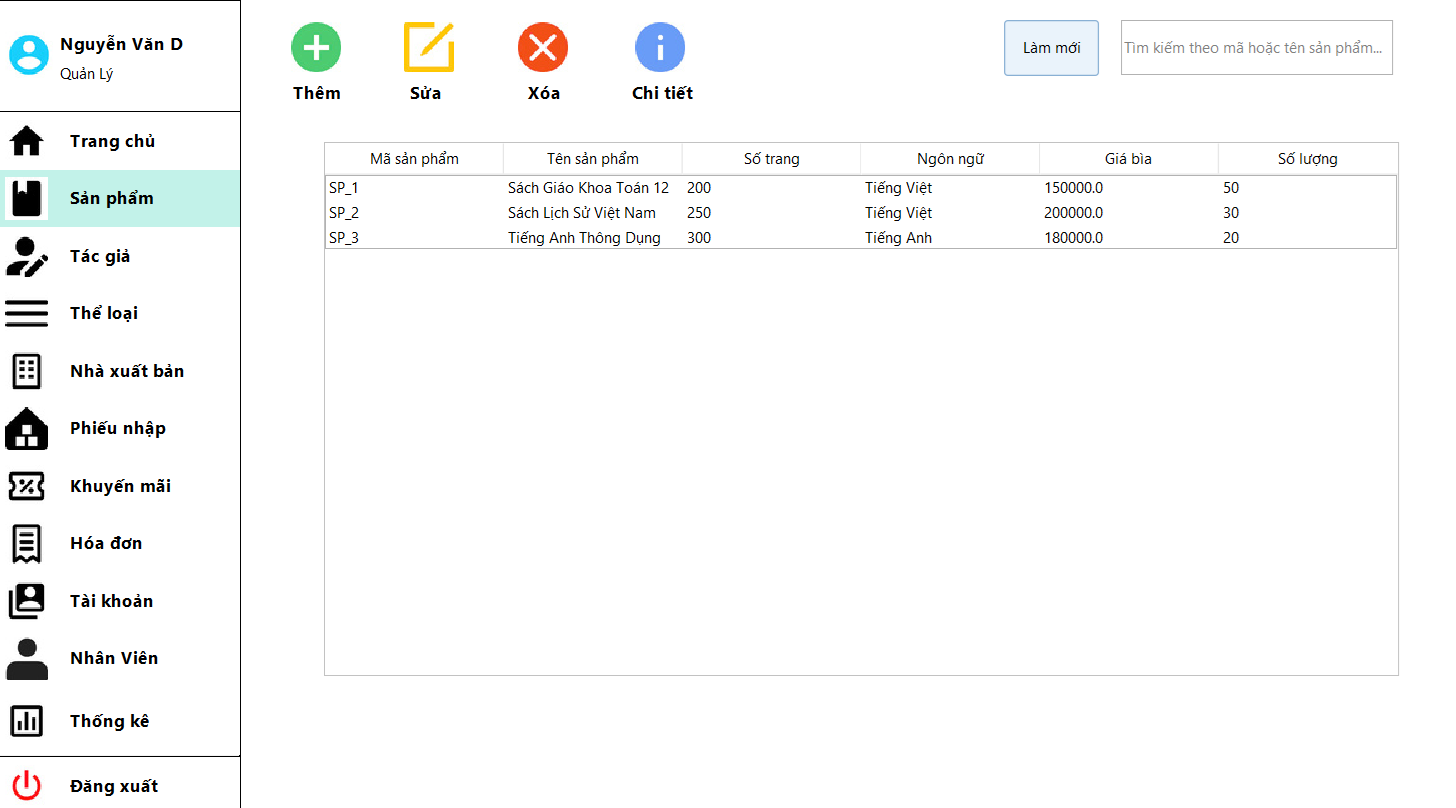 Nguyễn Văn D
Quản Lý
Trang chủ
Sản phẩm
Tác giả
Thể loại
Nhà xuất bản
Phiếu nhập
Khuyến mãi
Hóa đơn
Tài khoản
Nhân Viên
Thống kê
Đăng xuất
Thêm Sửa Xóa Chi tiết
Làm mới Tìm kiếm theo mã hoặc tên sản phẩm...
Mã sản phẩm Tên sản phẩm Số trang Ngôn ngữ Giá bìa Số lượng
SP_1 Sách Giáo Khoa Toán 12 200 Tiếng Việt 150000.0 50
SP_2 Sách Lịch Sử Việt Nam 250 Tiếng Việt 200000.0 30
SP_3 Tiếng Anh Thông Dụng 300 Tiếng Anh 180000.0 20